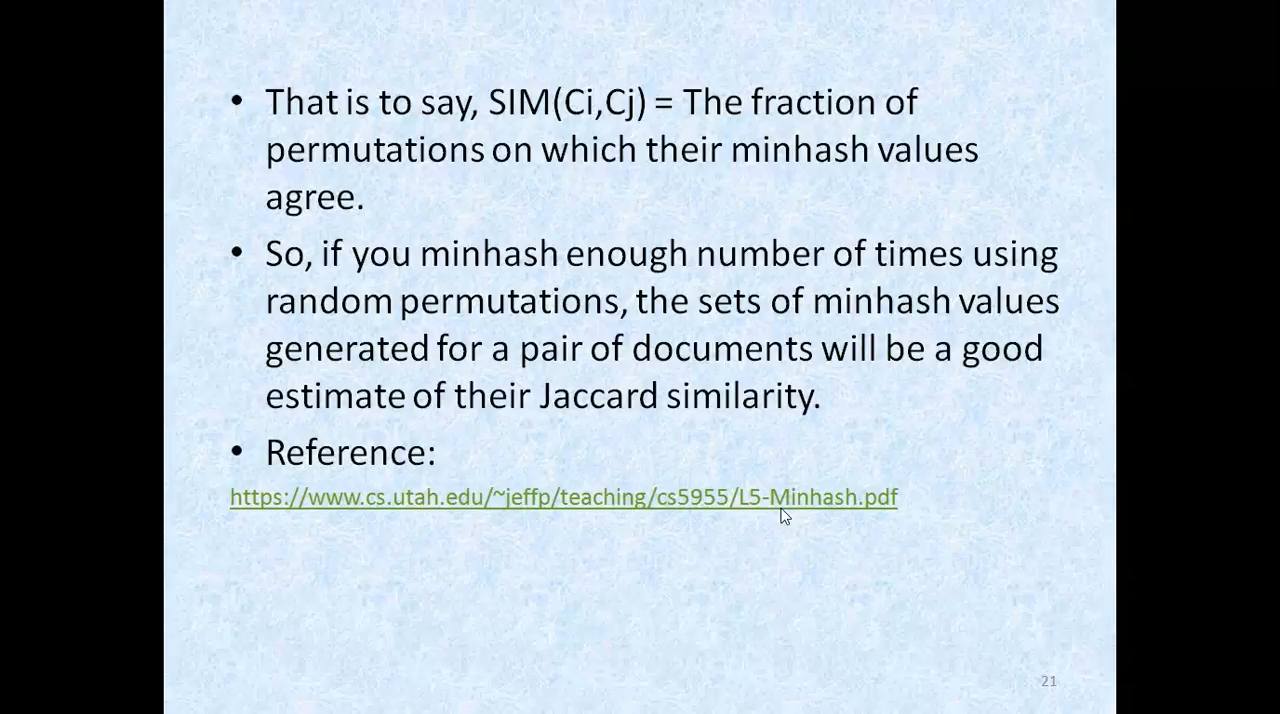 • That is to say, SIM(Ci,Cj) = The fraction of
permutations on which their minhash values
agree.
• So, if you minhash enough number of times using
random permutations, the sets of minhash values
generated for a pair of documents will be a good
estimate of their Jaccard similarity.
• Reference:
https://www.cs.utah.edu/~jeffp/teaching/cs5955/L5-Minhash.pdf
21